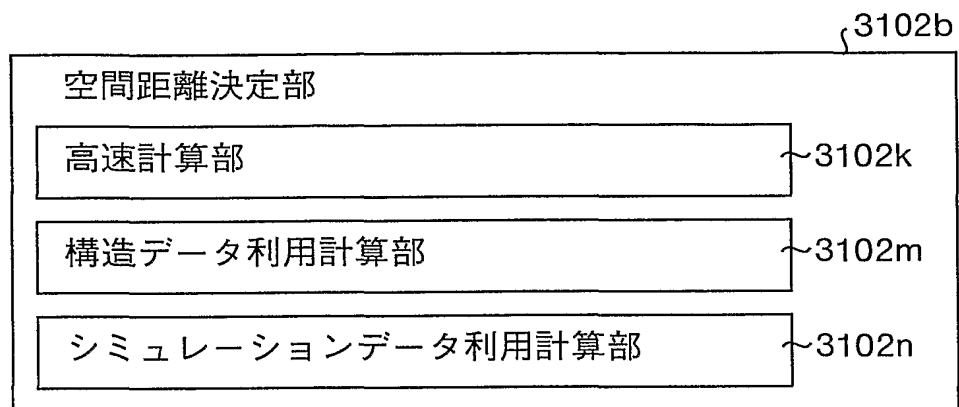 3102b
空間距離決定部
高速計算部 3102k
構造データ利用計算部 3102m
シミュレーションデータ利用計算部 3102n